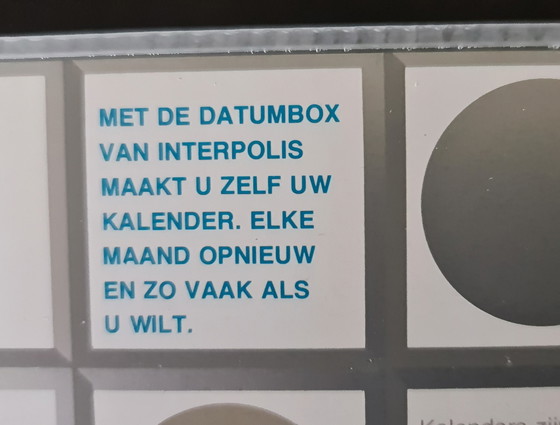 MET DE DATUMBOX
VAN INTERPOLIS
MAAKT U ZELF UW
KALENDER. ELKE
MAAND OPNIEUW
EN ZO VAAK ALS
U WILT.